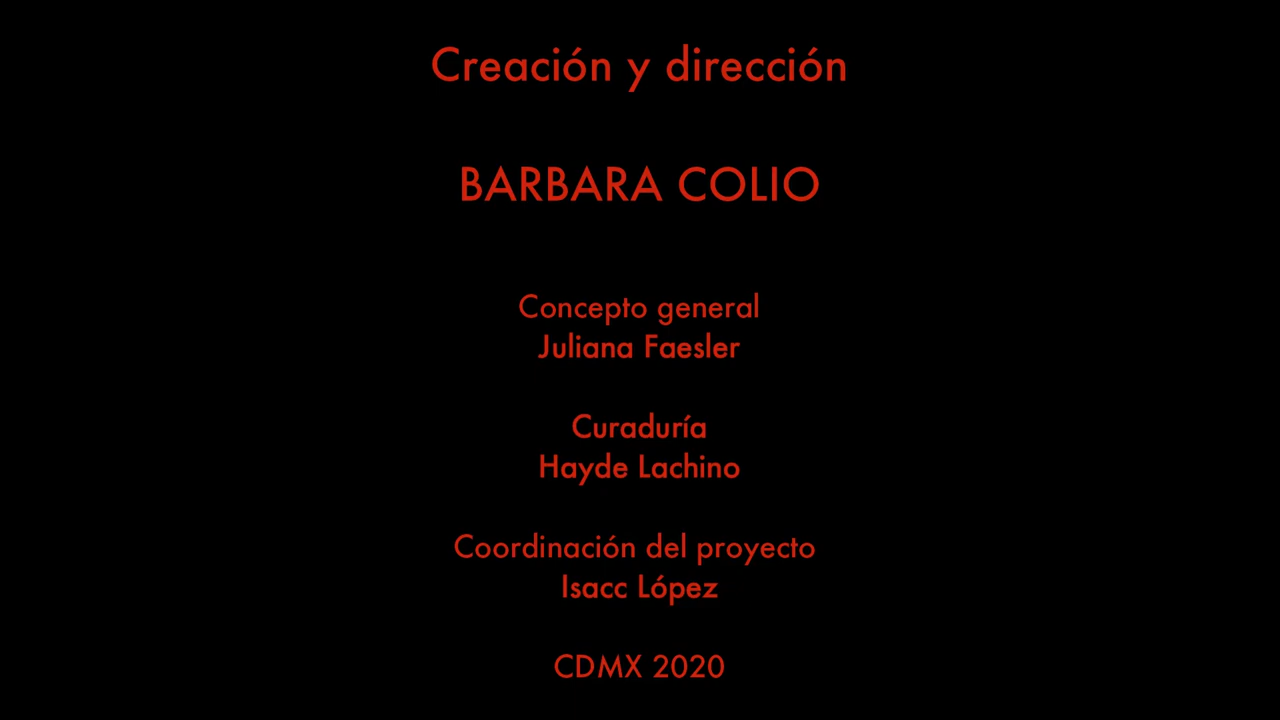 Creación y dirección
BARBARA COLIO
Concepto general
Juliana Faesler
Curaduría
Hayde Lachino
Coordinación del proyecto
Isacc López
CDMX 2020